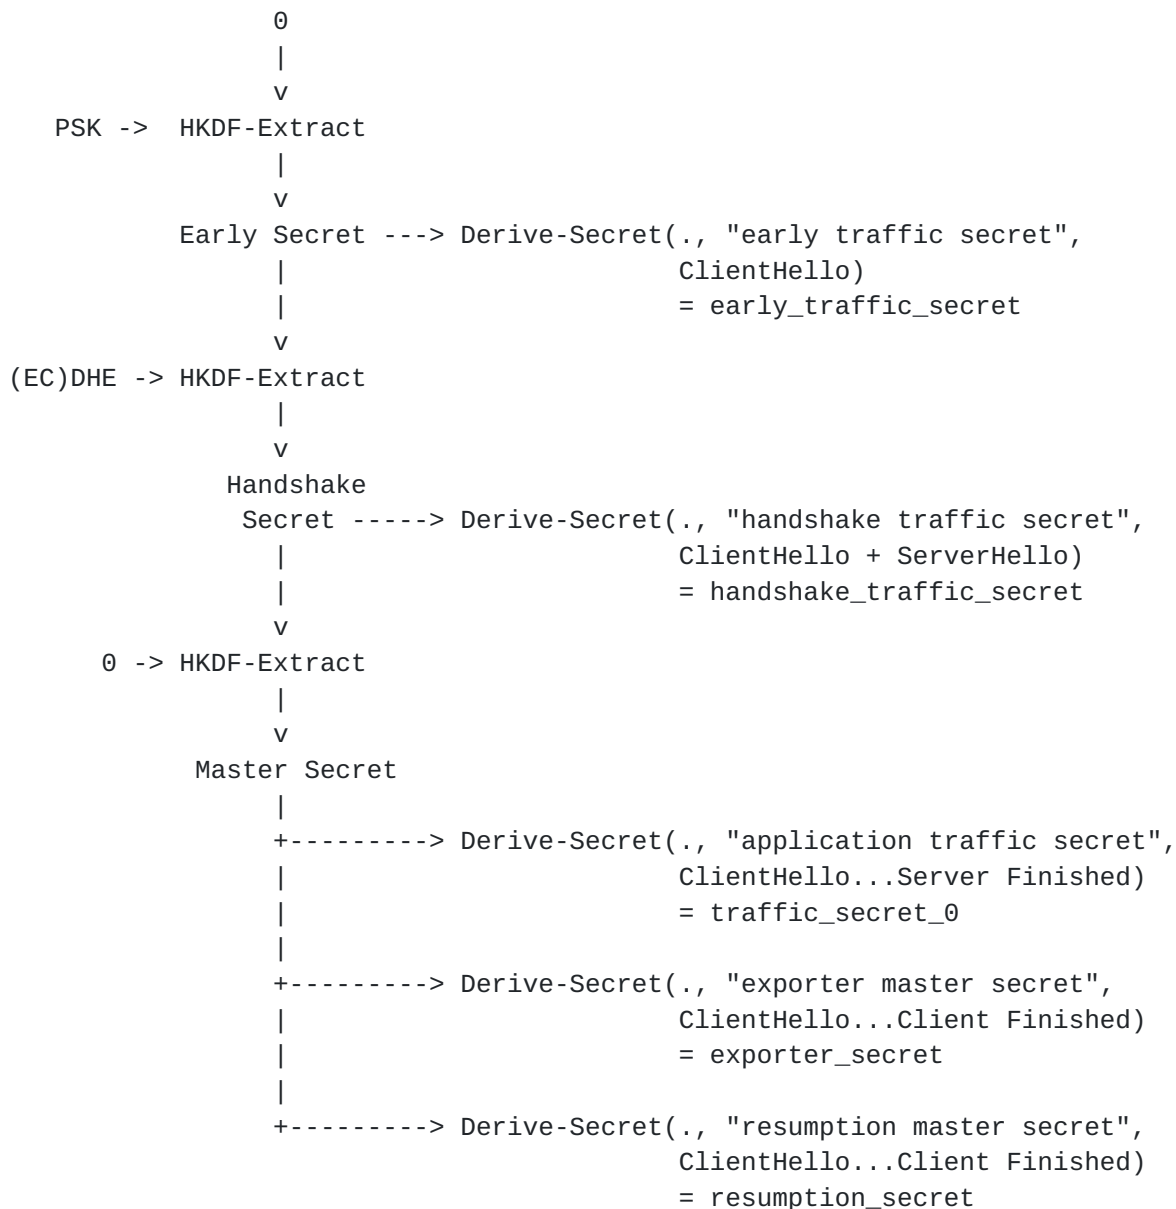 0
                 |
                 v
   PSK ->  HKDF-Extract
                 |
                 v
           Early Secret ---> Derive-Secret(., "early traffic secret",
                 |                         ClientHello)
                 |                         = early_traffic_secret
                 v
(EC)DHE -> HKDF-Extract
                 |
                 v
              Handshake
               Secret -----> Derive-Secret(., "handshake traffic secret",
                 |                         ClientHello + ServerHello)
                 |                         = handshake_traffic_secret
                 v
      0 -> HKDF-Extract
                 |
                 v
            Master Secret
                 |
                 +---------> Derive-Secret(., "application traffic secret",
                 |                         ClientHello...Server Finished)
                 |                         = traffic_secret_0
                 |
                 +---------> Derive-Secret(., "exporter master secret",
                 |                         ClientHello...Client Finished)
                 |                         = exporter_secret
                 |
                 +---------> Derive-Secret(., "resumption master secret",
                                           ClientHello...Client Finished)
                                           = resumption_secret